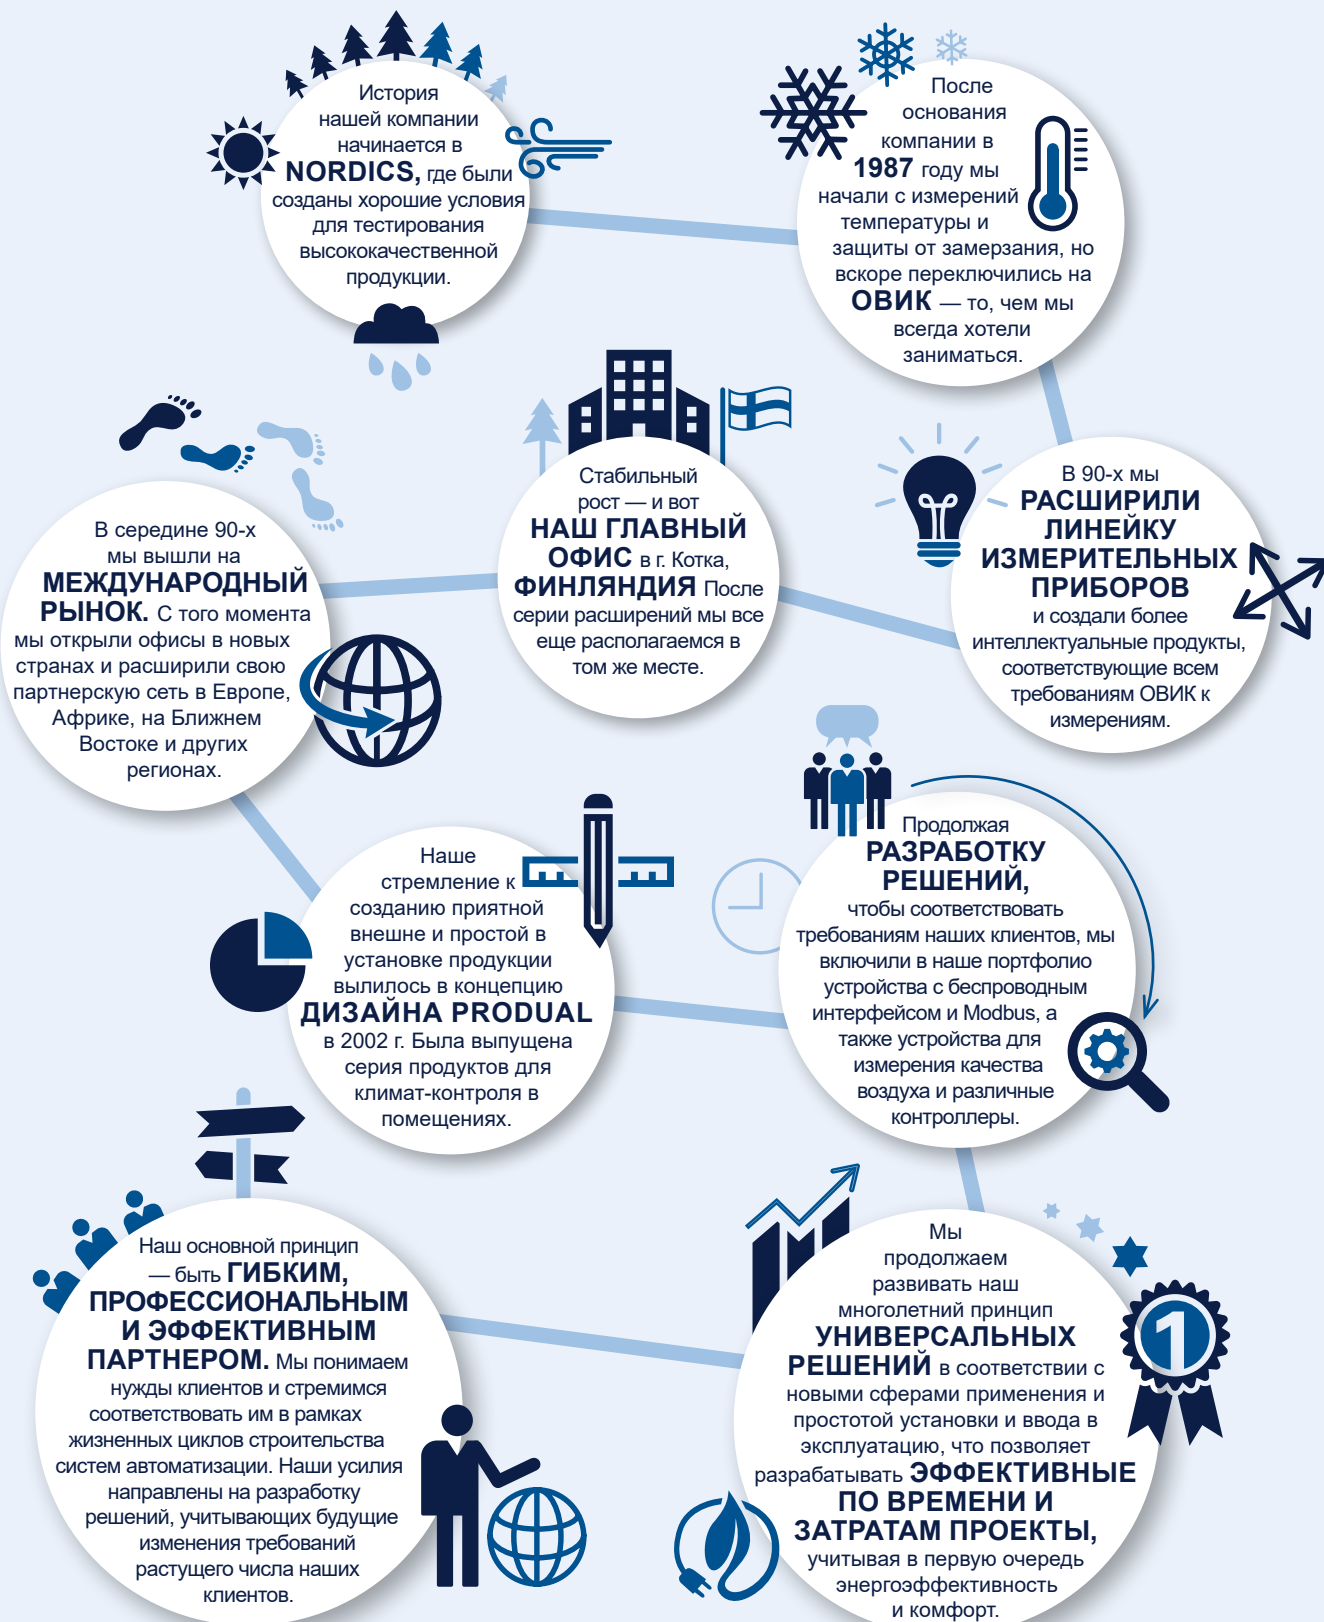 История
нашей компании
начинается в
NORDICS, где были
созданы хорошие условия
для тестирования
высококачественной
продукции.
После
основания
компании в
1987 году мы
начали с измерений
температуры и
защиты от замерзания, но
вскоре переключились на
ОВИК — то, чем мы
всегда хотели
заниматься.
В 90-х мы
РАСШИРИЛИ
ЛИНЕЙКУ
ИЗМЕРИТЕЛЬНЫХ
ПРИБОРОВ
и создали более
интеллектуальные продукты,
соответствующие всем
требованиям ОВИК к
измерениям.
Стабильный
рост — и вот
НАШ ГЛАВНЫЙ
ОФИС в г. Котка,
ФИНЛЯНДИЯ После
серии расширений мы все
еще располагаемся в
том же месте.
В середине 90-х
мы вышли на
МЕЖДУНАРОДНЫЙ
РЫНОК. С того момента
мы открыли офисы в новых
странах и расширили свою
партнерскую сеть в Европе,
Африке, на Ближнем
Востоке и других
регионах.
Наше
стремление к
созданию приятной
внешне и простой в
установке продукции
вылилось в концепцию
ДИЗАЙНА PRODUAL
в 2002 г. Была выпущена
серия продуктов для
климат-контроля в
помещениях.
Продолжая
РАЗРАБОТКУ
РЕШЕНИЙ,
чтобы соответствовать
требованиям наших клиентов, мы
включили в наше портфолио
устройства с беспроводным
интерфейсом и Modbus, а
также устройства для
измерения качества
воздуха и различные
контроллеры.
Мы
продолжаем
развивать наш
многолетний принцип
УНИВЕРСАЛЬНЫХ
РЕШЕНИЙ в соответствии с
новыми сферами применения и
простотой установки и ввода в
эксплуатацию, что позволяет
разрабатывать ЭФФЕКТИВНЫЕ
ПО ВРЕМЕНИ И
ЗАТРАТАМ ПРОЕКТЫ,
учитывая в первую очередь
энергоэффективность
и комфорт.
1
Наш основной принцип
— быть ГИБКИМ,
ПРОФЕССИОНАЛЬНЫМ
И ЭФФЕКТИВНЫМ
ПАРТНЕРОМ. Мы понимаем
нужды клиентов и стремимся
соответствовать им в рамках
жизненных циклов строительства
систем автоматизации. Наши усилия
направлены на разработку
решений, учитывающих будущие
изменения требований
растущего числа наших
клиентов.